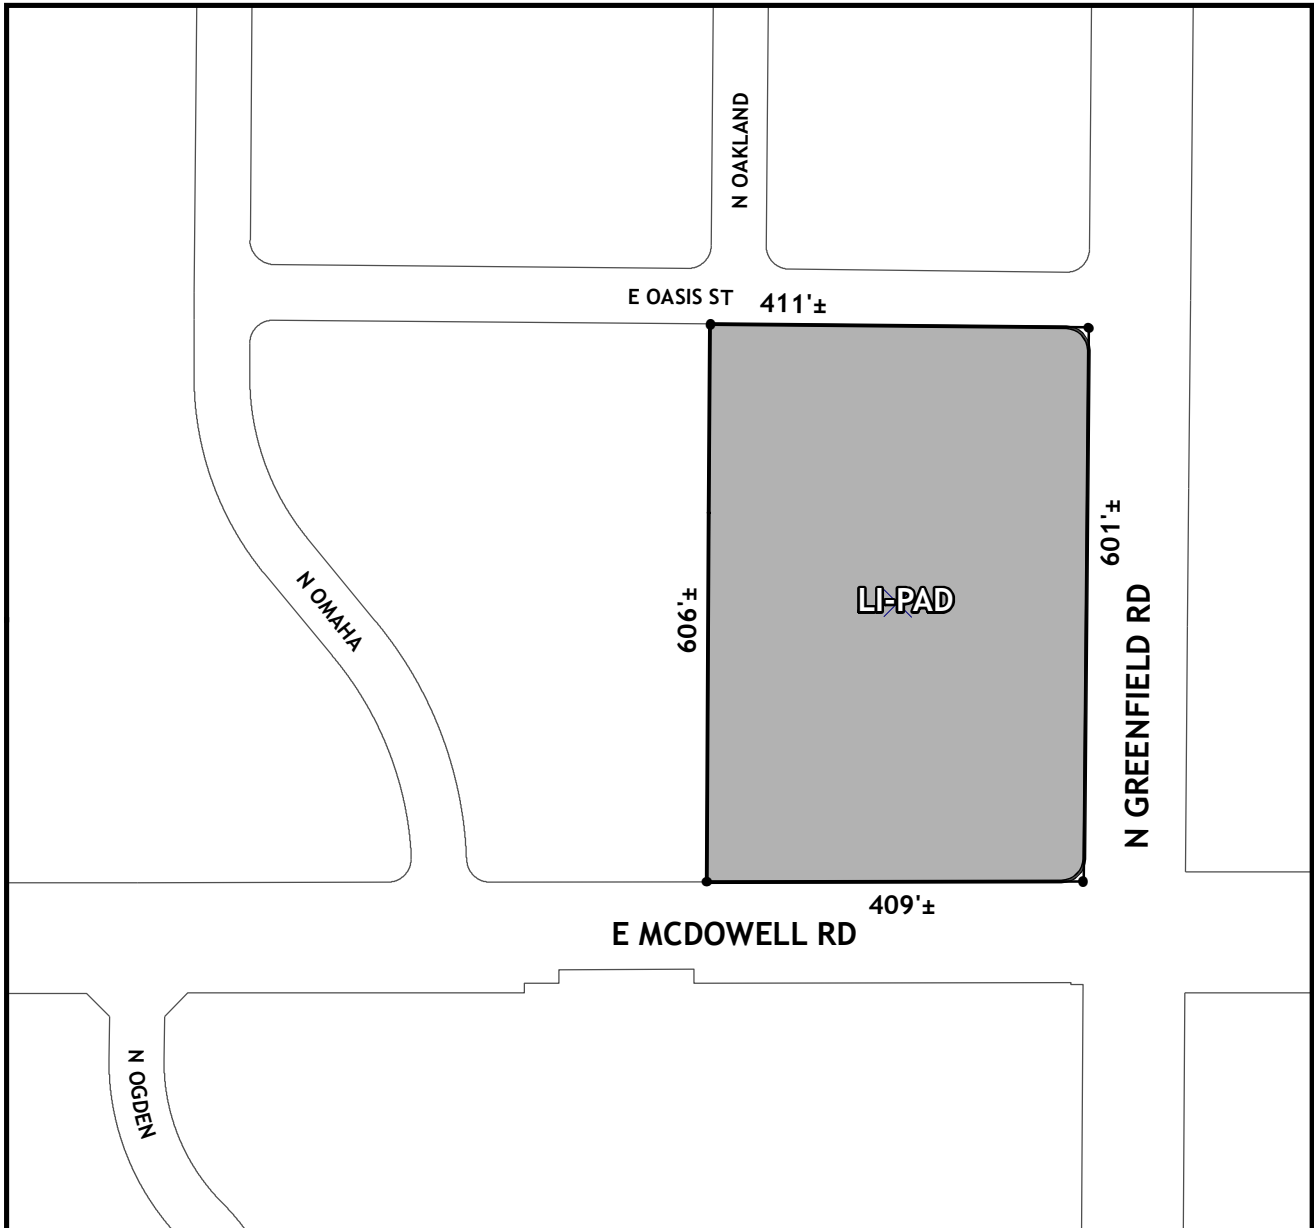 N OAKLAND
E OASIS ST
411'±
601'±
LI-PAD
606'±
N OMAHA
N GREENFIELD RD
409'±
E MCDOWELL RD
N OGDEN